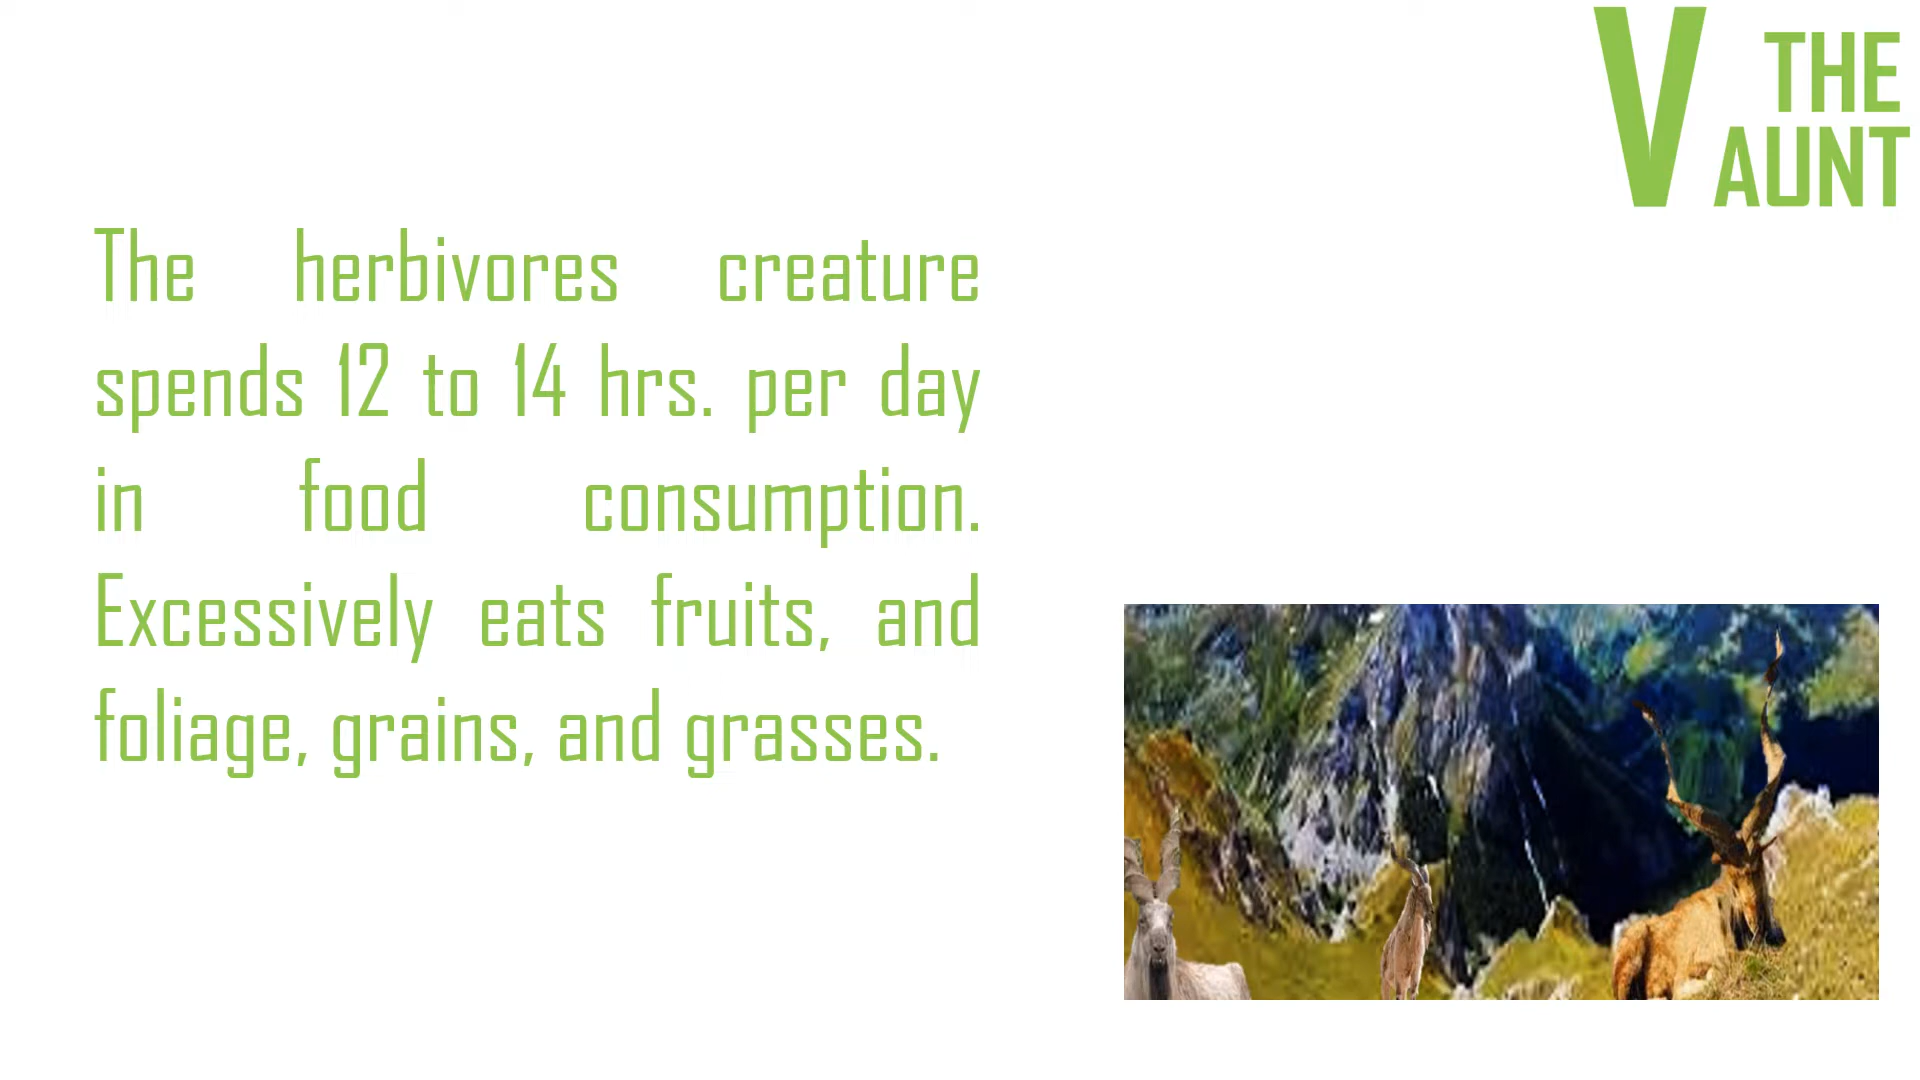 THE
VAUNT
The herbivores creature
spends 12 to 14 hrs. per day
in food consumption.
Excessively eats fruits, and
foliage, grains, and grasses.